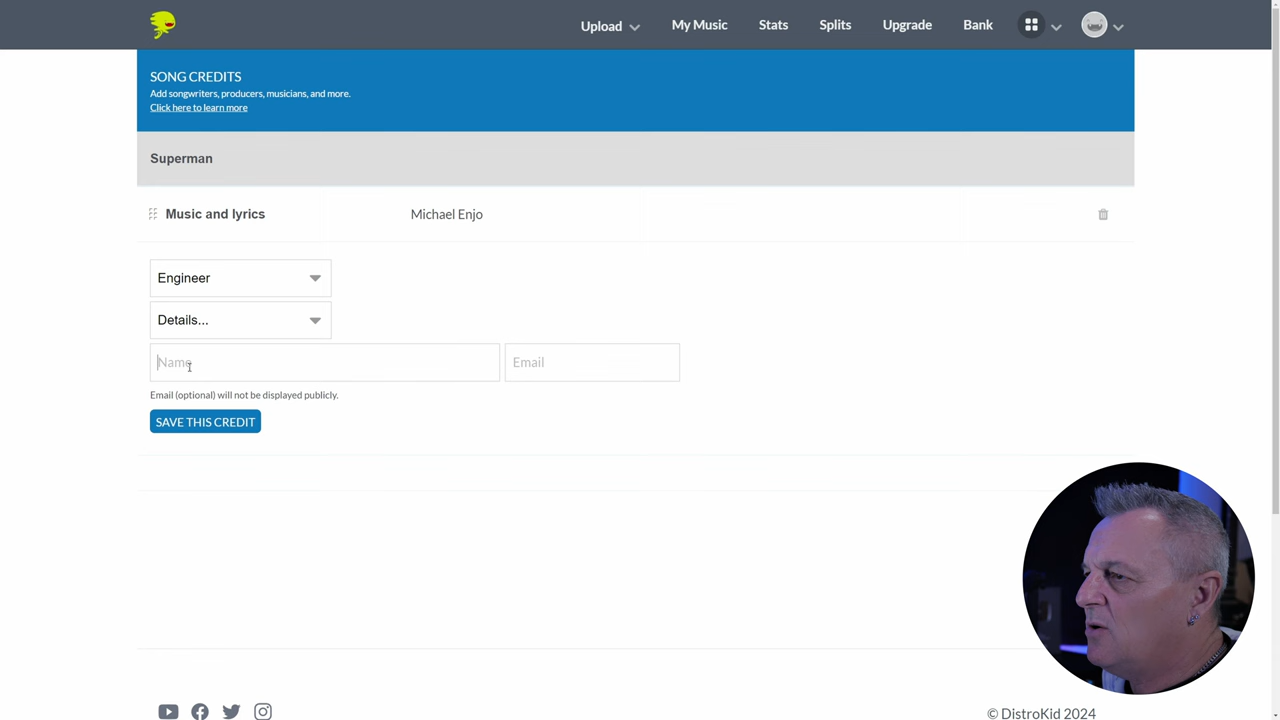 Upload
My Music
Stats
Splits
Upgrade
Bank
SONG CREDITS
Add songwriters, producers, musicians, and more.
Click here to learn more
Superman
Music and lyrics
Michael Enjo
Engineer
Details...
Name
Email
Email (optional) will not be displayed publicly.
SAVE THIS CREDIT
© DistroKid 2024